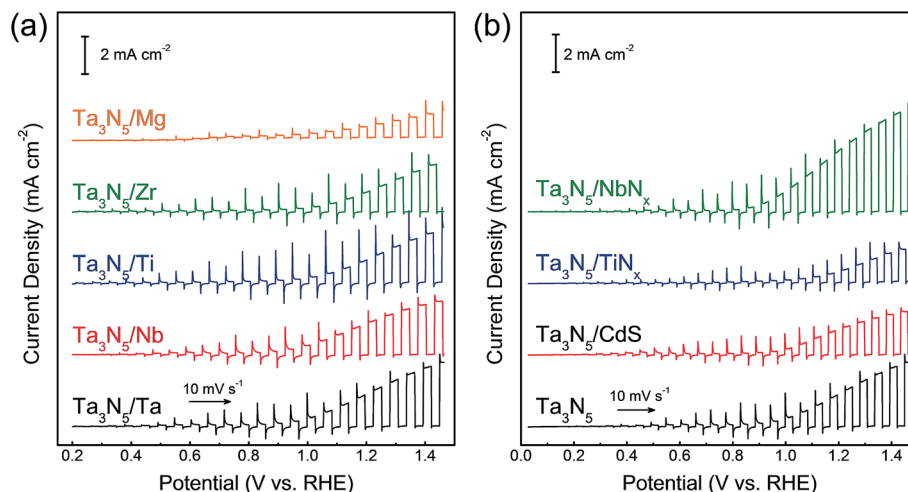 (a)
2 mA cm⁻²
Ta₃N₅/Mg
Ta₃N₅/Zr
Ta₃N₅/Ti
Ta₃N₅/Nb
Ta₃N₅/Ta
10 mV s⁻¹
Current Density (mA cm⁻²)
0.2 0.4 0.6 0.8 1.0 1.2 1.4
Potential (V vs. RHE)
(b)
2 mA cm⁻²
Ta₃N₅/NbNₓ
Ta₃N₅/TiNₓ
Ta₃N₅/CdS
Ta₃N₅
10 mV s⁻¹
Current Density (mA cm⁻²)
0.2 0.4 0.6 0.8 1.0 1.2 1.4
Potential (V vs. RHE)